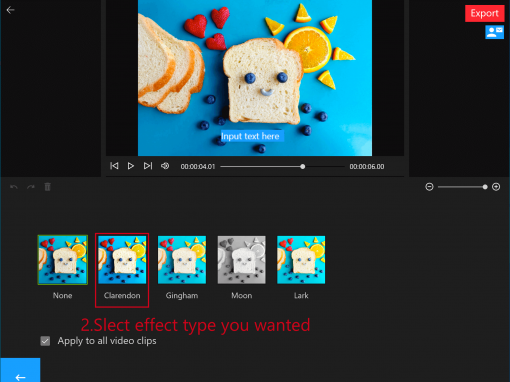 Export
Input text here
00:00:04.01
00:00:06.00
None
Clarendon
Gingham
Moon
Lark
2.Slect effect type you wanted
Apply to all video clips